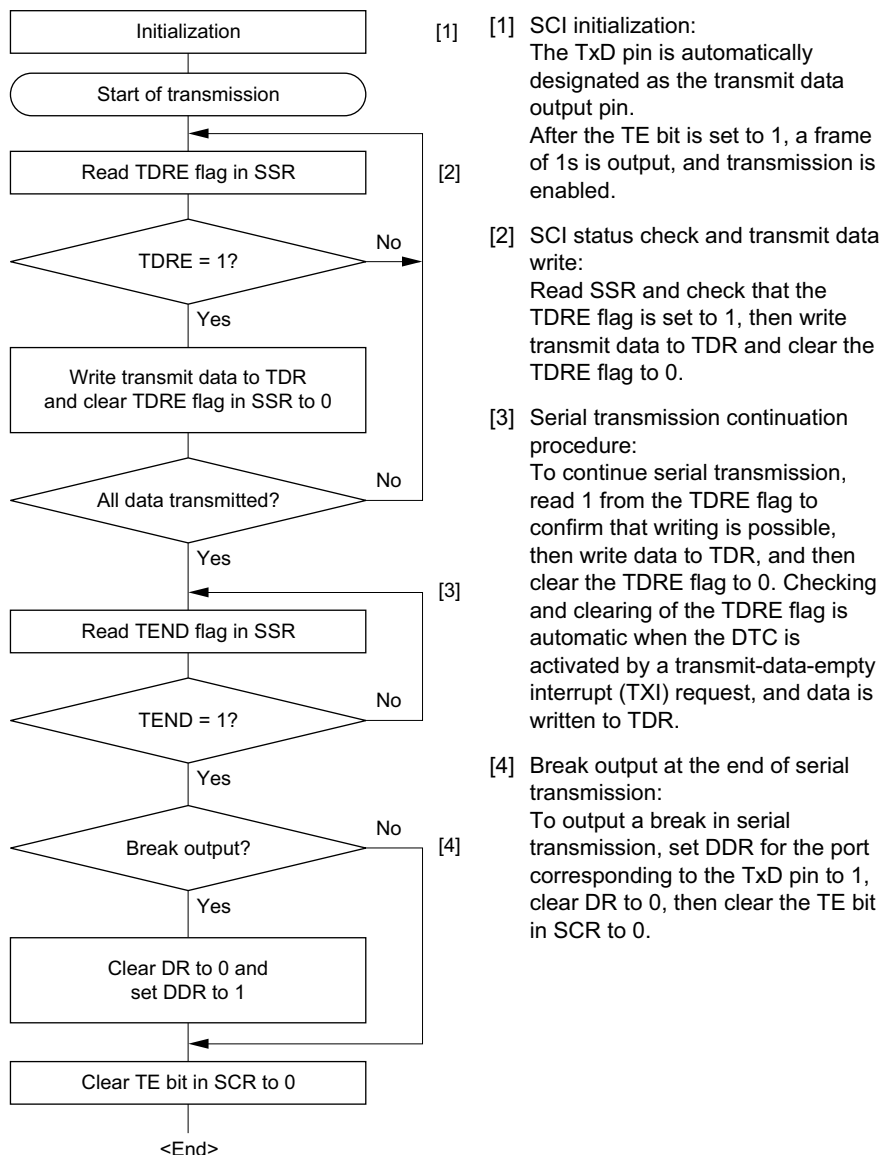 Initialization
[1]
Start of transmission
Read TDRE flag in SSR
[2]
TDRE = 1?
No
Yes
Write transmit data to TDR
and clear TDRE flag in SSR to 0
All data transmitted?
No
Yes
[3]
Read TEND flag in SSR
TEND = 1?
No
Yes
Break output?
No
[4]
Yes
Clear DR to 0 and
set DDR to 1
Clear TE bit in SCR to 0
<End>
[1] SCI initialization:
The TxD pin is automatically
designated as the transmit data
output pin.
After the TE bit is set to 1, a frame
of 1s is output, and transmission is
enabled.
[2] SCI status check and transmit data
write:
Read SSR and check that the
TDRE flag is set to 1, then write
transmit data to TDR and clear the
TDRE flag to 0.
[3] Serial transmission continuation
procedure:
To continue serial transmission,
read 1 from the TDRE flag to
confirm that writing is possible,
then write data to TDR, and then
clear the TDRE flag to 0. Checking
and clearing of the TDRE flag is
automatic when the DTC is
activated by a transmit-data-empty
interrupt (TXI) request, and data is
written to TDR.
[4] Break output at the end of serial
transmission:
To output a break in serial
transmission, set DDR for the port
corresponding to the TxD pin to 1,
clear DR to 0, then clear the TE bit
in SCR to 0.